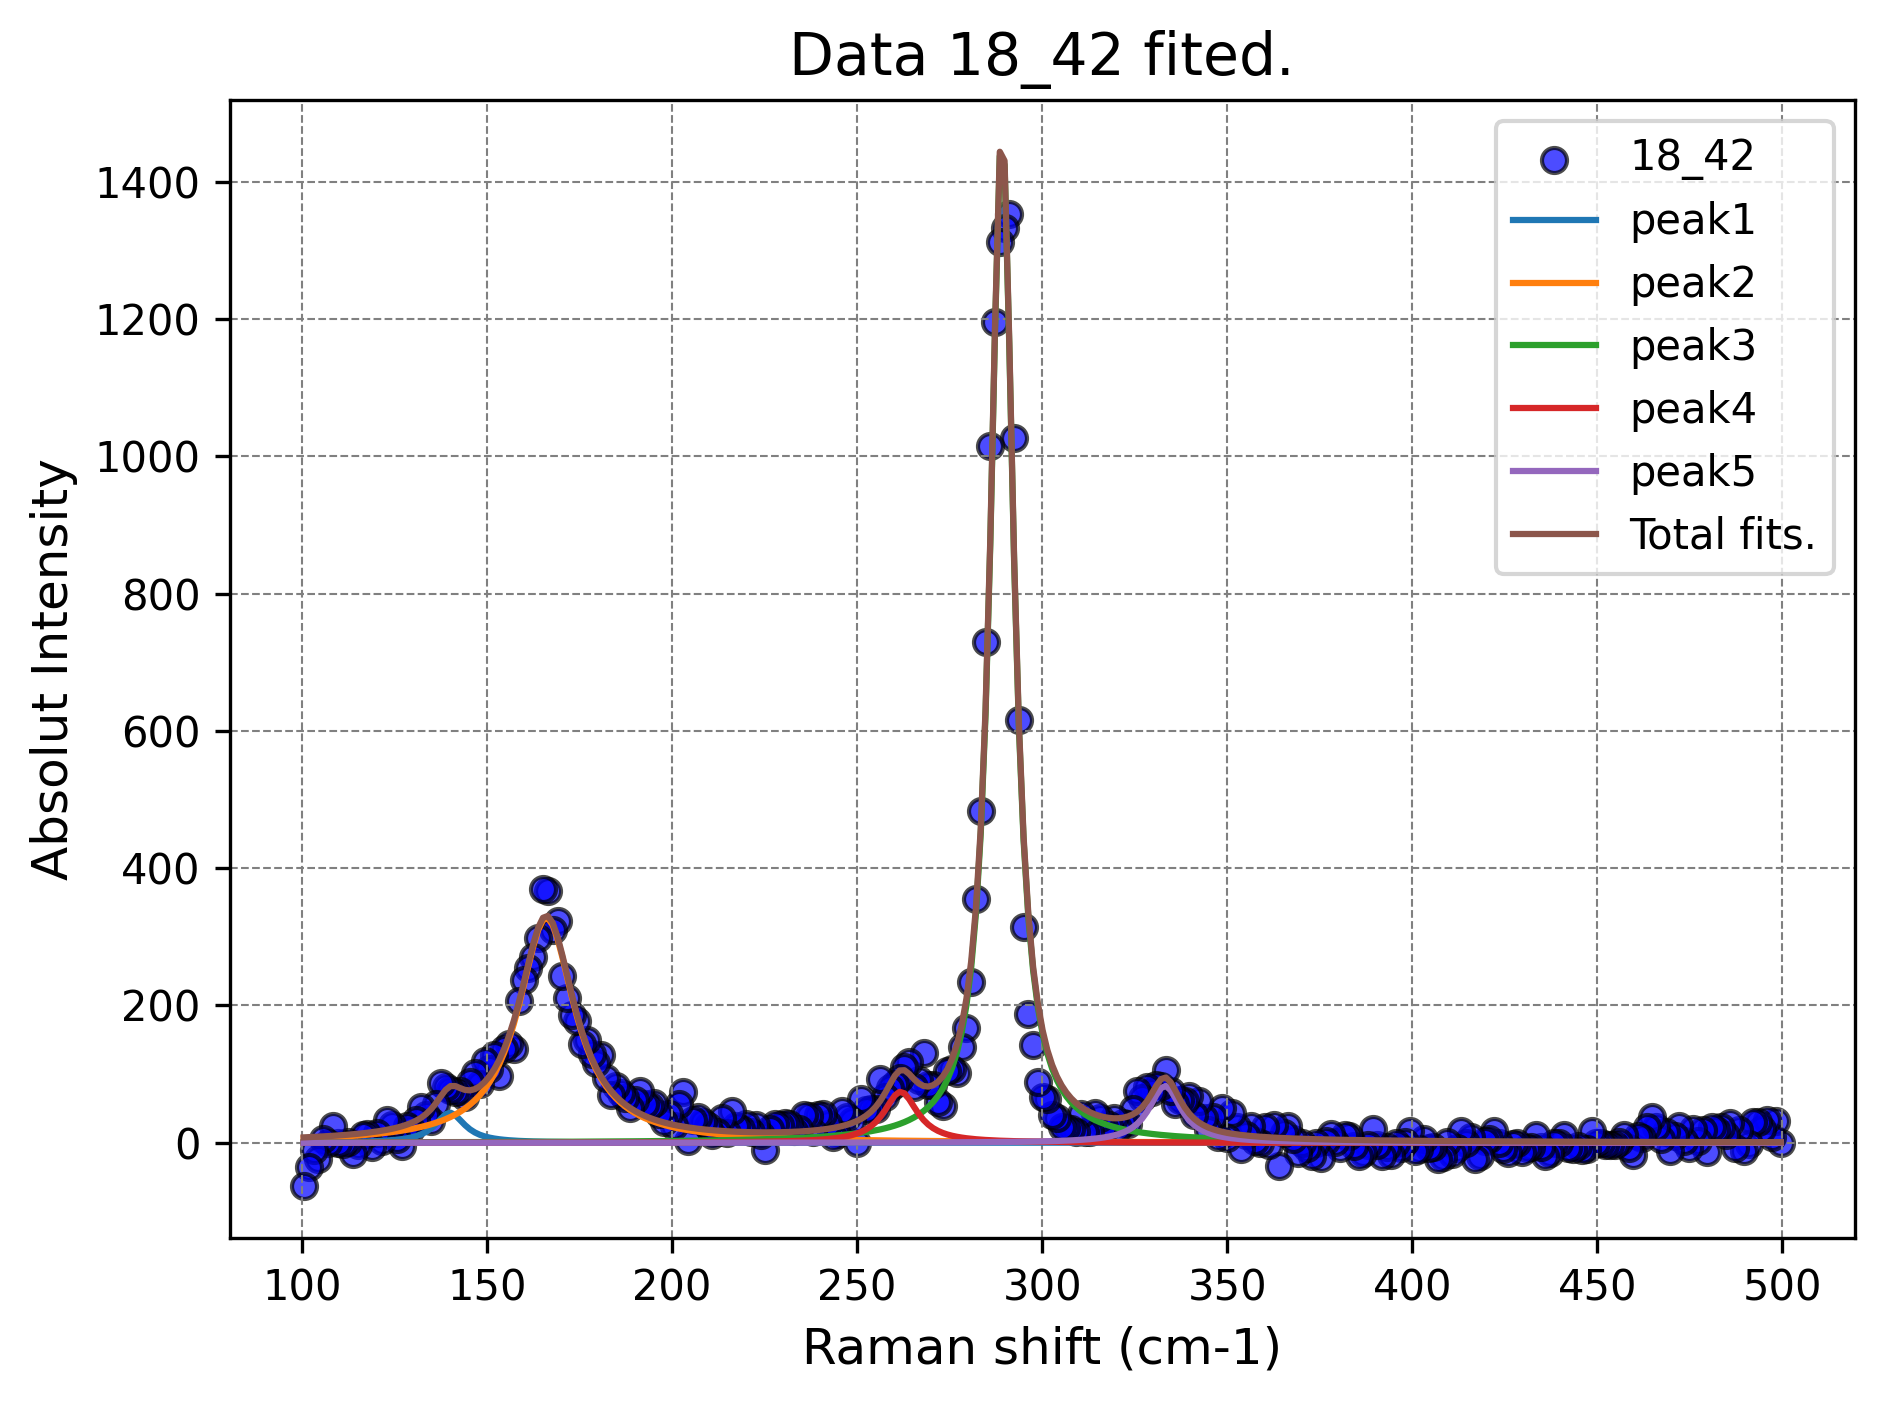 Data 18_42 fited.
18_42
peak1
peak2
peak3
peak4
peak5
Total fits.
Absolut Intensity
1400
1200
1000
800
600
400
200
0
100 150 200 250 300 350 400 450 500
Raman shift (cm-1)